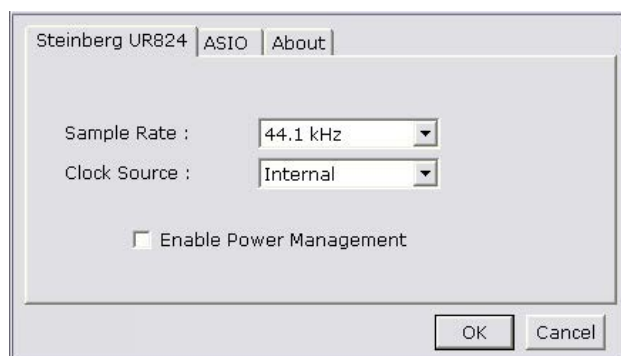 Steinberg UR824 ASIO About
Sample Rate : 44.1 kHz
Clock Source : Internal
Enable Power Management
OK Cancel